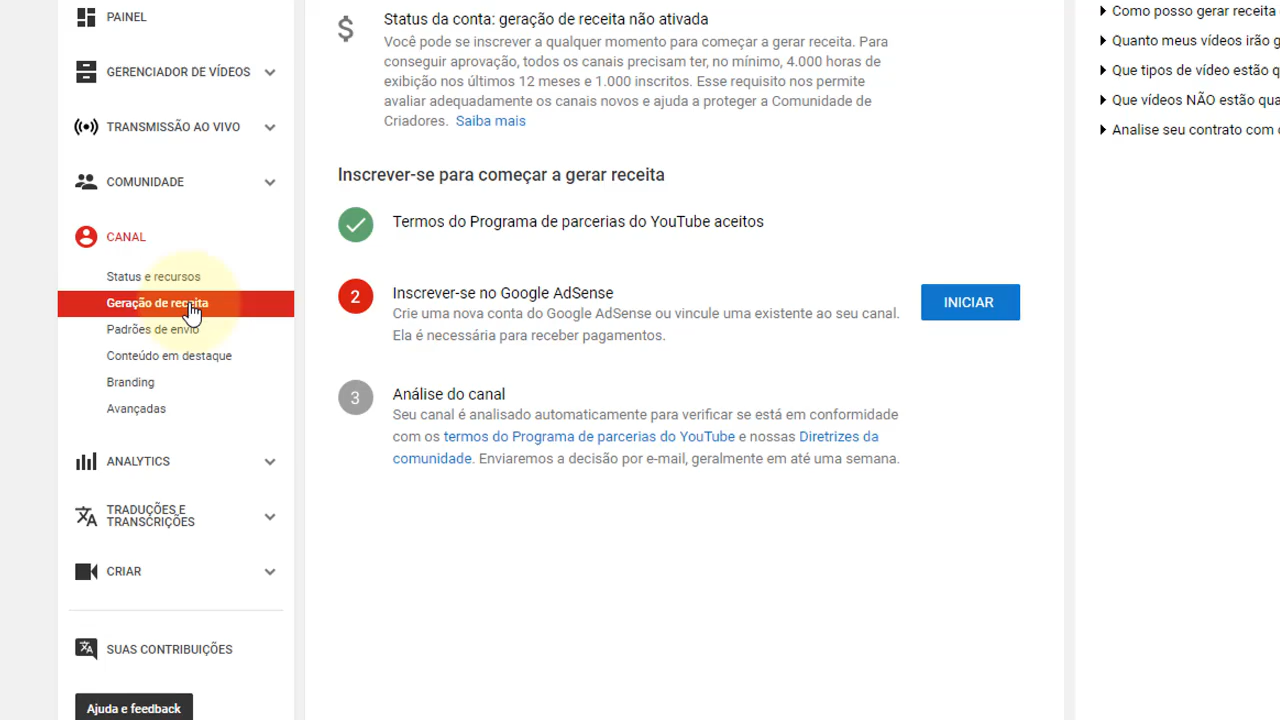 PAINEL
GERENCIADOR DE VÍDEOS
TRANSMISSÃO AO VIVO
COMUNIDADE
CANAL
Status e recursos
Geração de receita
Padrões de envio
Conteúdo em destaque
Branding
Avançadas
ANALYTICS
TRADUÇÕES E
TRANSCRIÇÕES
CRIAR
SUAS CONTRIBUIÇÕES
Ajuda e feedback
$
Status da conta: geração de receita não ativada
Você pode se inscrever a qualquer momento para começar a gerar receita. Para
conseguir aprovação, todos os canais precisam ter, no mínimo, 4.000 horas de
exibição nos últimos 12 meses e 1.000 inscritos. Esse requisito nos permite
avaliar adequadamente os canais novos e ajuda a proteger a Comunidade de
Criadores. Saiba mais
Inscrever-se para começar a gerar receita
Termos do Programa de parcerias do YouTube aceitos
2
Inscrever-se no Google AdSense
Crie uma nova conta do Google AdSense ou vincule uma existente ao seu canal.
Ela é necessária para receber pagamentos.
INICIAR
3
Análise do canal
Seu canal é analisado automaticamente para verificar se está em conformidade
com os termos do Programa de parcerias do YouTube e nossas Diretrizes da
comunidade. Enviaremos a decisão por e-mail, geralmente em até uma semana.
Como posso gerar receita
Quanto meus vídeos irão
Que tipos de vídeo estão
Que vídeos NÃO estão
Analise seu contrato com